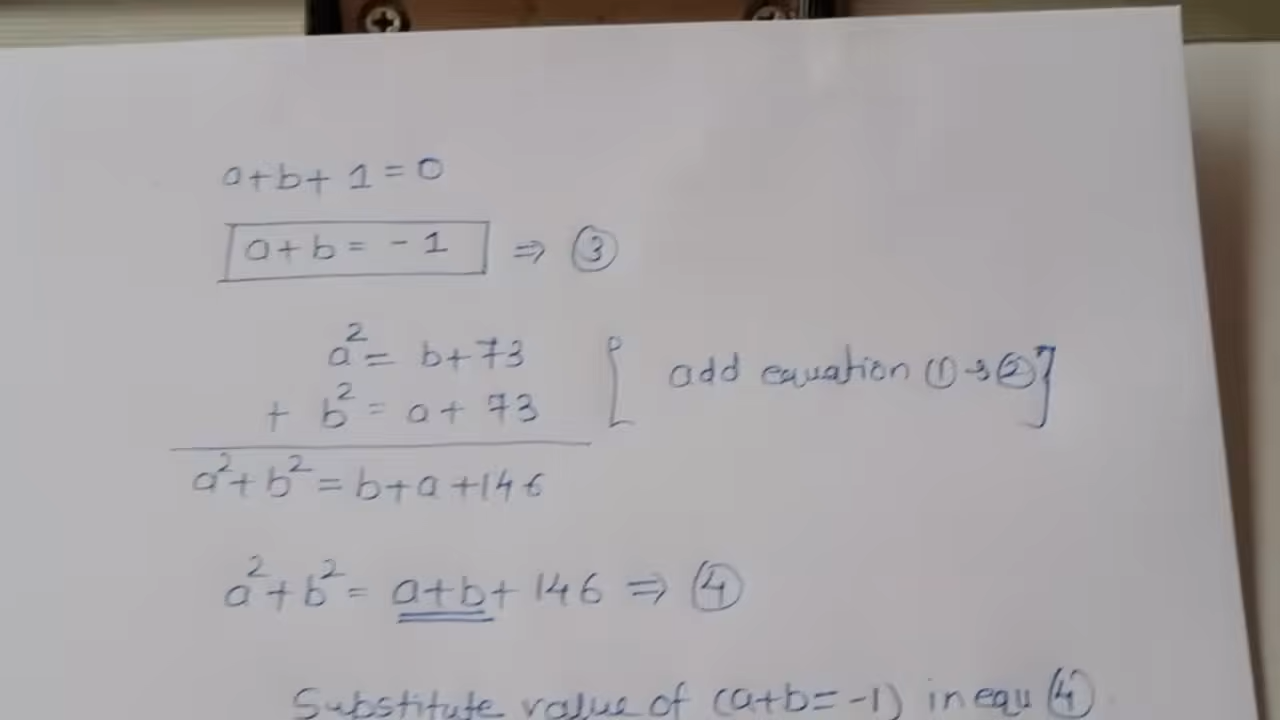 a+b+1=0
a+b = -1 ⇒ ③
a² = b+73
+ b² = a+73 [add equation ① & ②]
a²+b² = b+a+146
a²+b² = a+b+146 ⇒ ④
Substitute value of (a+b=-1) in equ ④